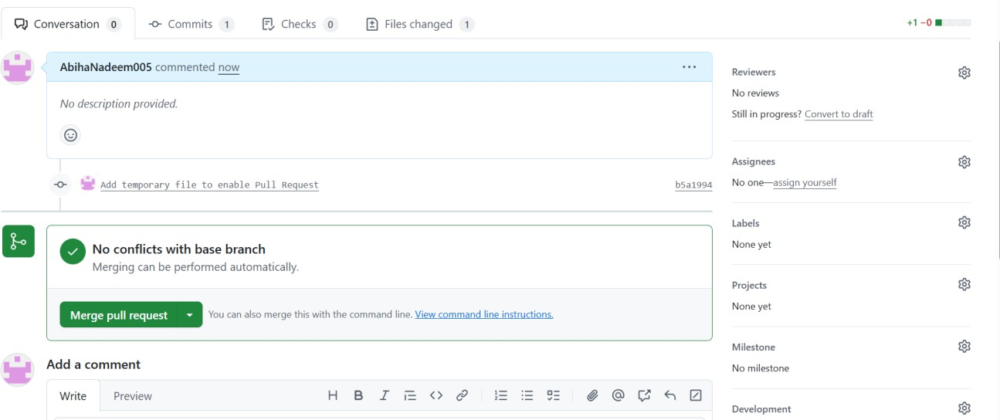 Conversation 0 Commits 1 Checks 0 Files changed 1 +1 −0
AbihaNadeem005 commented now
No description provided.
Add temporary file to enable Pull Request b5a1994
No conflicts with base branch
Merging can be performed automatically.
Merge pull request You can also merge this with the command line. View command line instructions.
Add a comment
Write Preview
Reviewers
No reviews
Still in progress? Convert to draft
Assignees
No one—assign yourself
Labels
None yet
Projects
None yet
Milestone
No milestone
Development